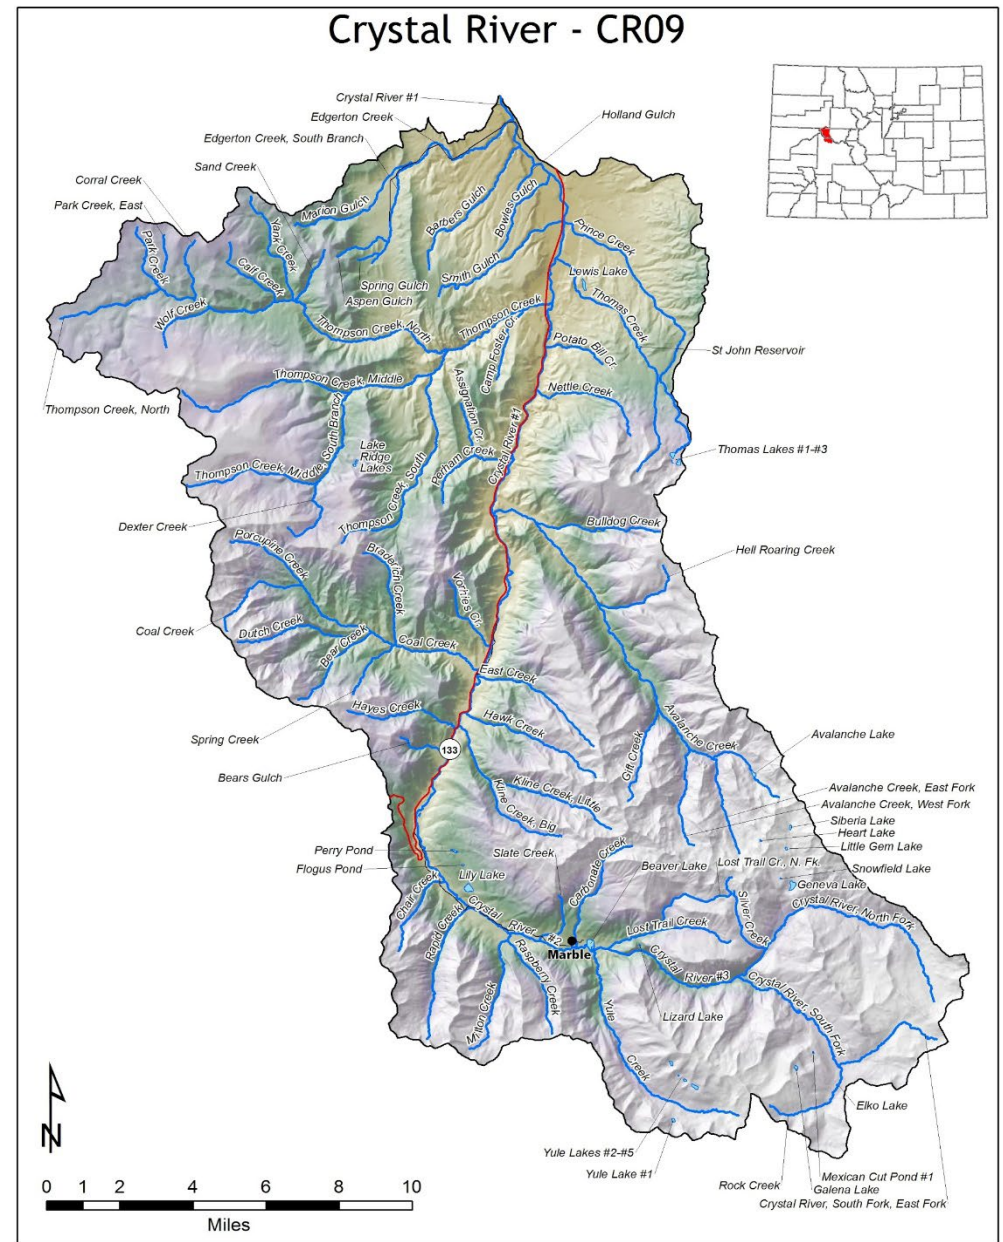 Crystal River - CR09
Crystal River #1
Edgerton Creek
Holland Gulch
Edgerton Creek, South Branch
Sand Creek
Corral Creek
Park Creek, East
Marion Gulch
Barbers Gulch
Bowles Gulch
Park Creek
Yank Creek
Prince Creek
Calf Creek
Smith Gulch
Lewis Lake
Spring Gulch
Aspen Gulch
Wolf Creek
Thomas Creek
Thompson Creek, North
Thompson Creek
Camp Foster Cr.
Potato Bill Cr.
St John Reservoir
Thompson Creek, Middle
Assignation Cr.
Nettle Creek
Thompson Creek, North
Thompson Creek, Middle, South Branch
Crystal River #1
Lake
Ridge
Lakes
Perham Creek
Thomas Lakes #1-#3
Thompson Creek, South
Dexter Creek
Bulldog Creek
Porcupine Creek
Braderich Creek
Hell Roaring Creek
Vorhies Cr.
Coal Creek
Dutch Creek
Bear Creek
Coal Creek
East Creek
Hayes Creek
Spring Creek
Hawk Creek
Gift Creek
Avalanche Creek
Avalanche Lake
133
Bears Gulch
Kline Creek, Little
Kline Creek, Big
Avalanche Creek, East Fork
Avalanche Creek, West Fork
Siberia Lake
Heart Lake
Little Gem Lake
Perry Pond
Flogus Pond
Slate Creek
Carbonate Creek
Beaver Lake
Lost Trail Cr., N. Fk.
Snowfield Lake
Geneva Lake
Lily Lake
Chair Creek
Rapid Creek
Crystal River #2
Marble
Lost Trail Creek
Silver Creek
Crystal River, North Fork
Raspberry Creek
Milton Creek
Crystal River #3
Crystal River, South Fork
Lizard Lake
Yule Creek
Elko Lake
Yule Lakes #2-#5
Yule Lake #1
Rock Creek
Mexican Cut Pond #1
Galena Lake
Crystal River, South Fork, East Fork
N
0 1 2 4 6 8 10
Miles